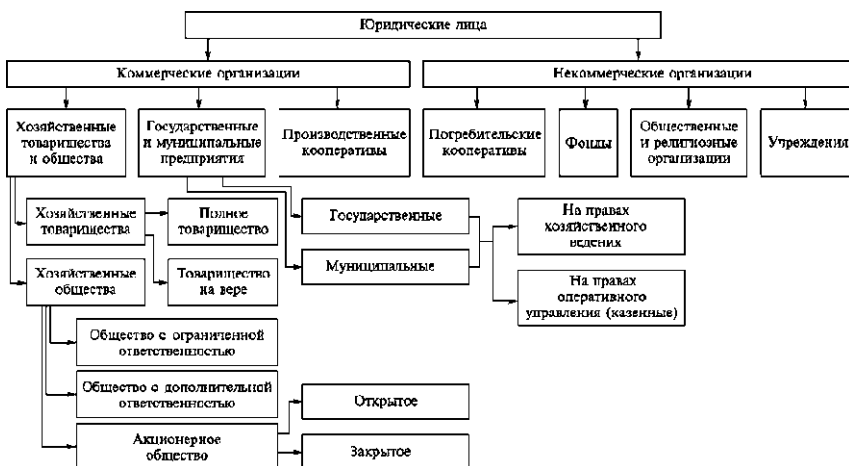 Юридические лица
Коммерческие организации
Некоммерческие организации
Хозяйственные
товарищества
и общества
Государственные
и муниципальные
предприятия
Производственные
кооперативы
Потребительские
кооперативы
Фонды
Общественные
и религиозные
организации
Учреждения
Хозяйственные
товарищества
Полное
товарищество
Государственные
На правах
хозяйственного
ведения
Хозяйственные
общества
Товарищество
на вере
Муниципальные
На правах
оперативного
управления (казенные)
Общество с ограниченной
ответственностью
Общество с дополнительной
ответственностью
Открытое
Акционерное
общество
Закрытое